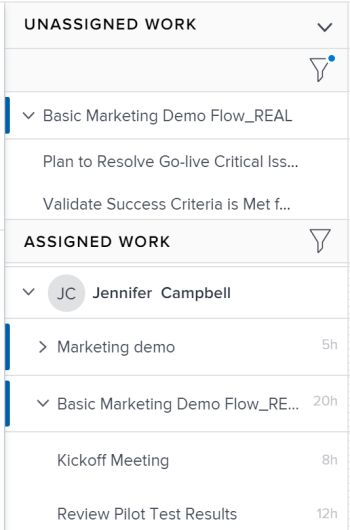 UNASSIGNED WORK
Basic Marketing Demo Flow_REAL
Plan to Resolve Go-live Critical Iss...
Validate Success Criteria is Met f...
ASSIGNED WORK
JC Jennifer Campbell
Marketing demo 5h
Basic Marketing Demo Flow_RE... 20h
Kickoff Meeting 8h
Review Pilot Test Results 12h